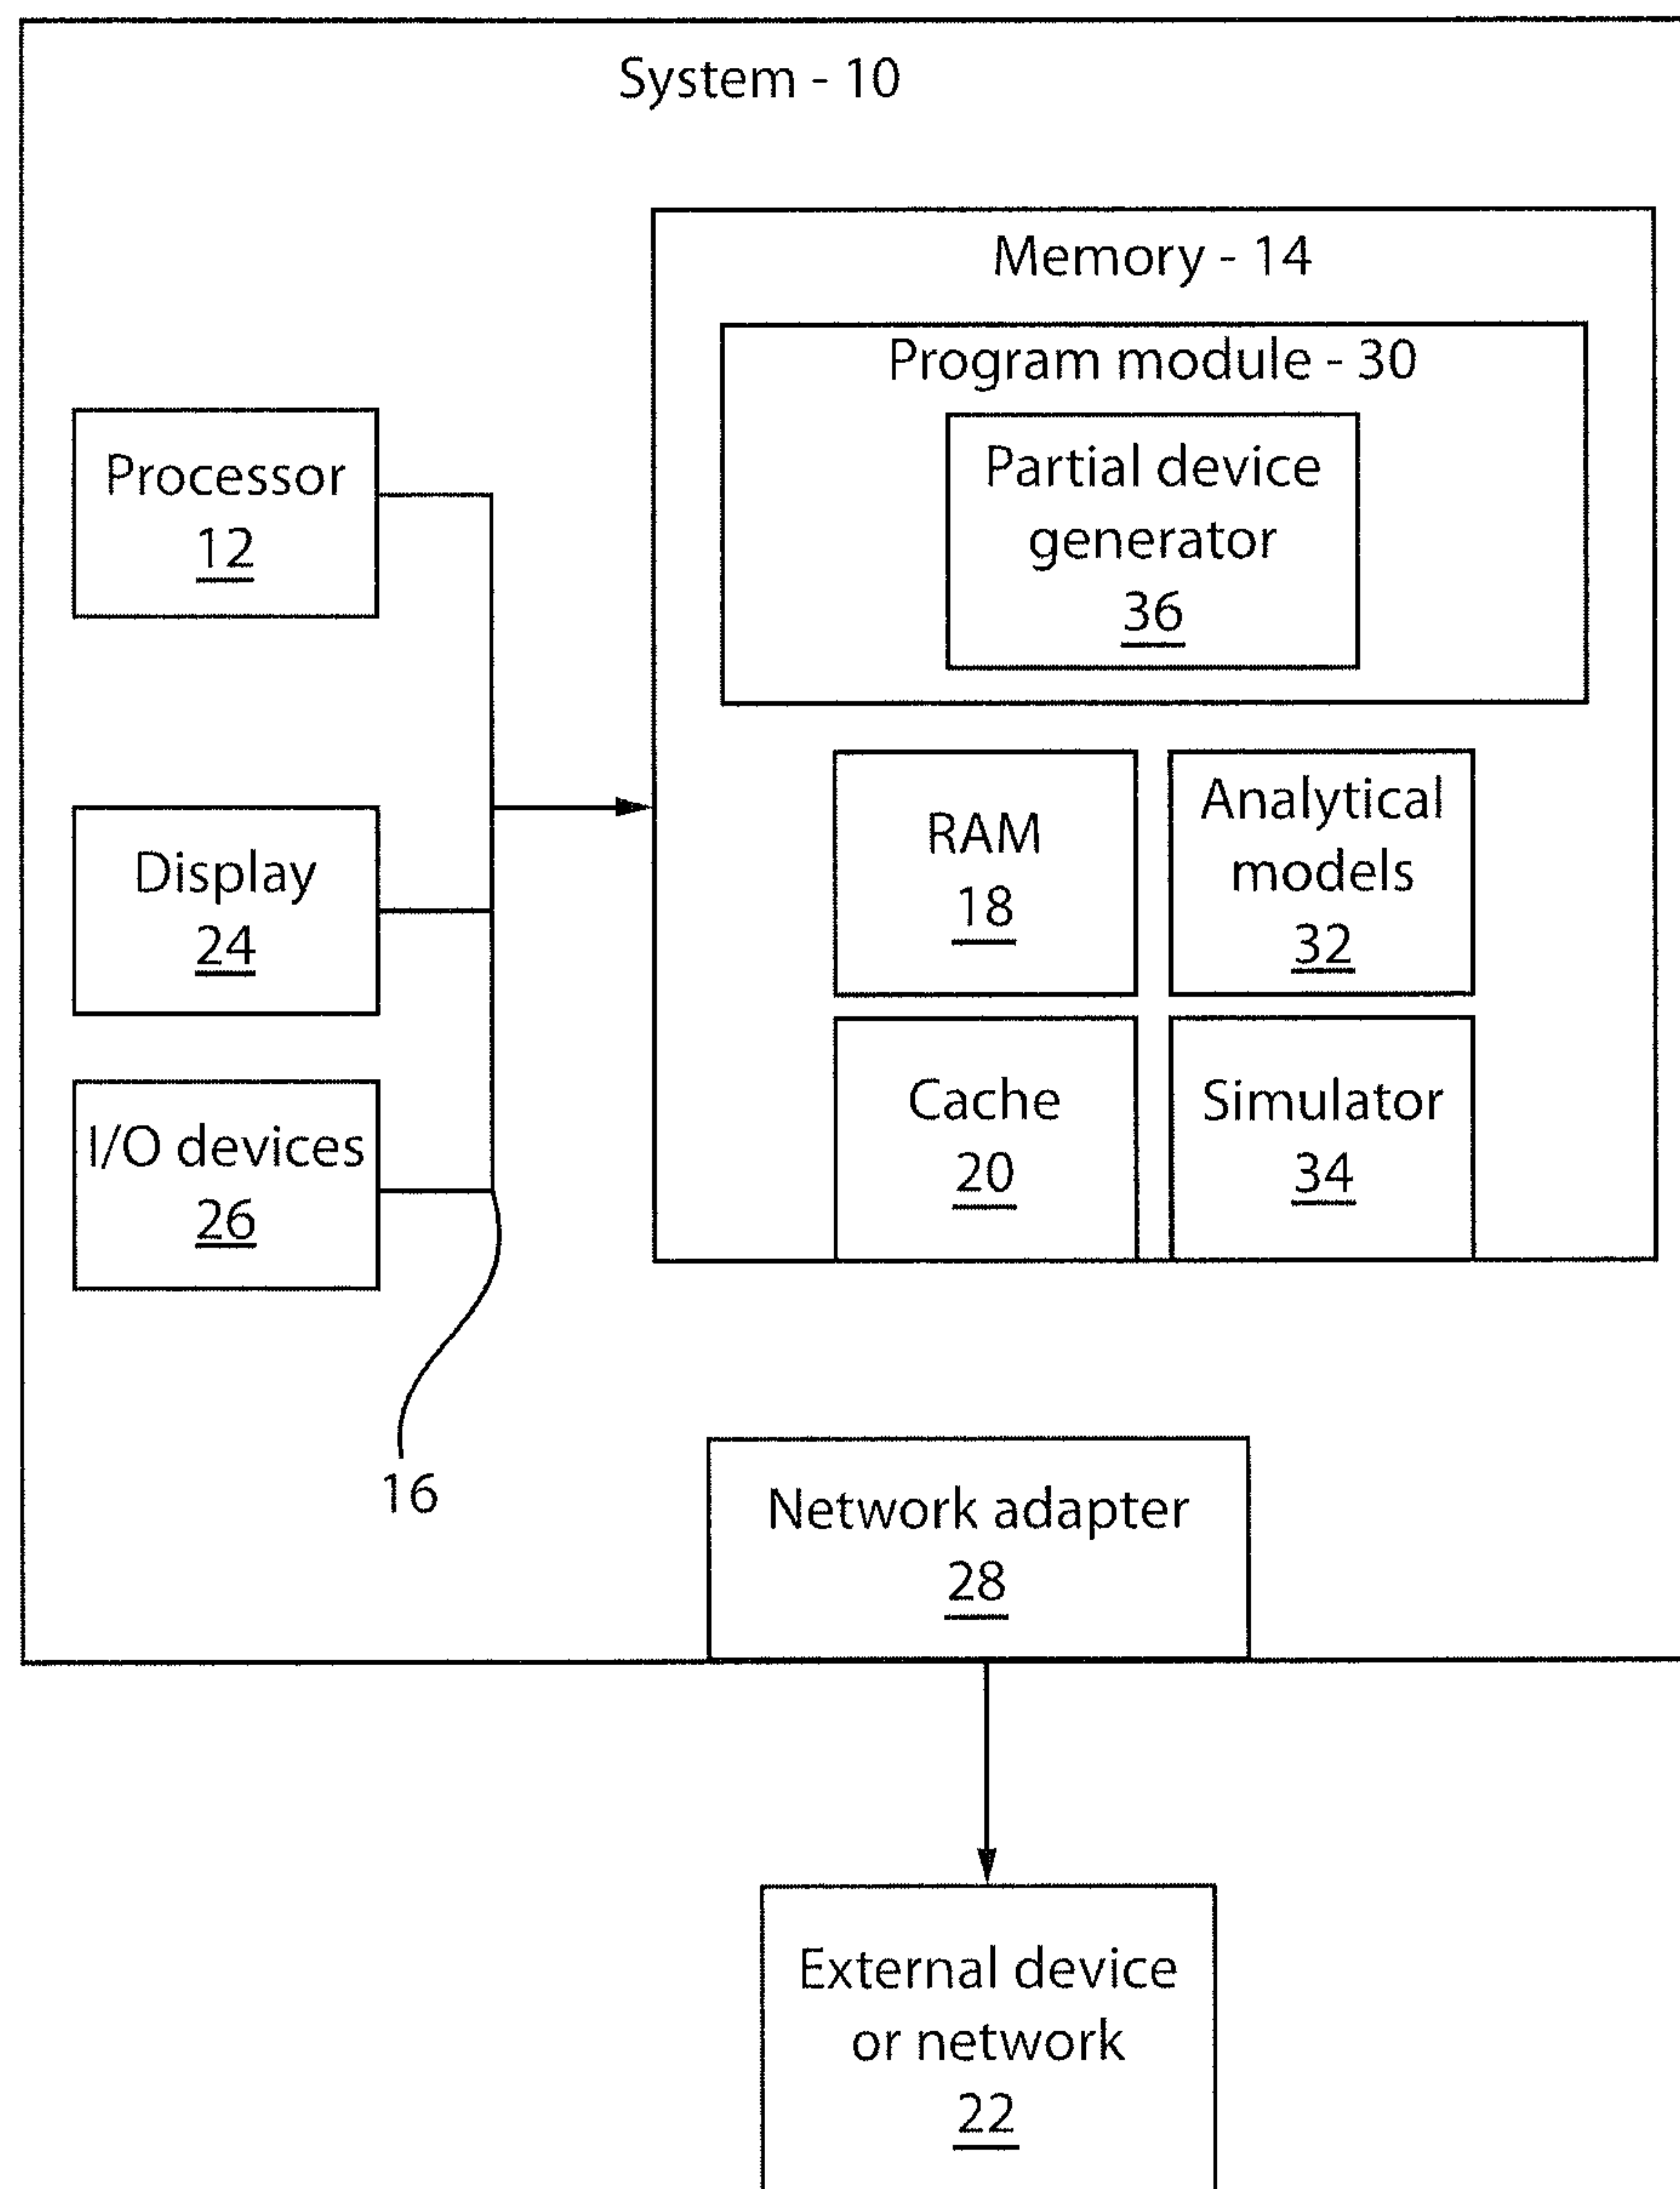 System - 10
Memory - 14
Program module - 30
Partial device
generator
36
Processor
12
RAM
18
Analytical
models
32
Display
24
Cache
20
Simulator
34
I/O devices
26
16
Network adapter
28
External device
or network
22